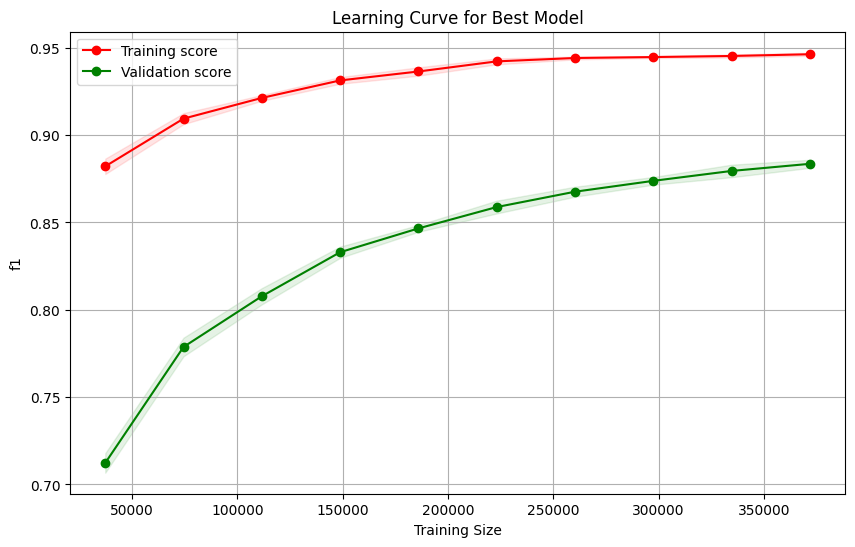 Learning Curve for Best Model
Training score
Validation score
0.95
0.90
0.85
0.80
0.75
0.70
f1
50000 100000 150000 200000 250000 300000 350000
Training Size